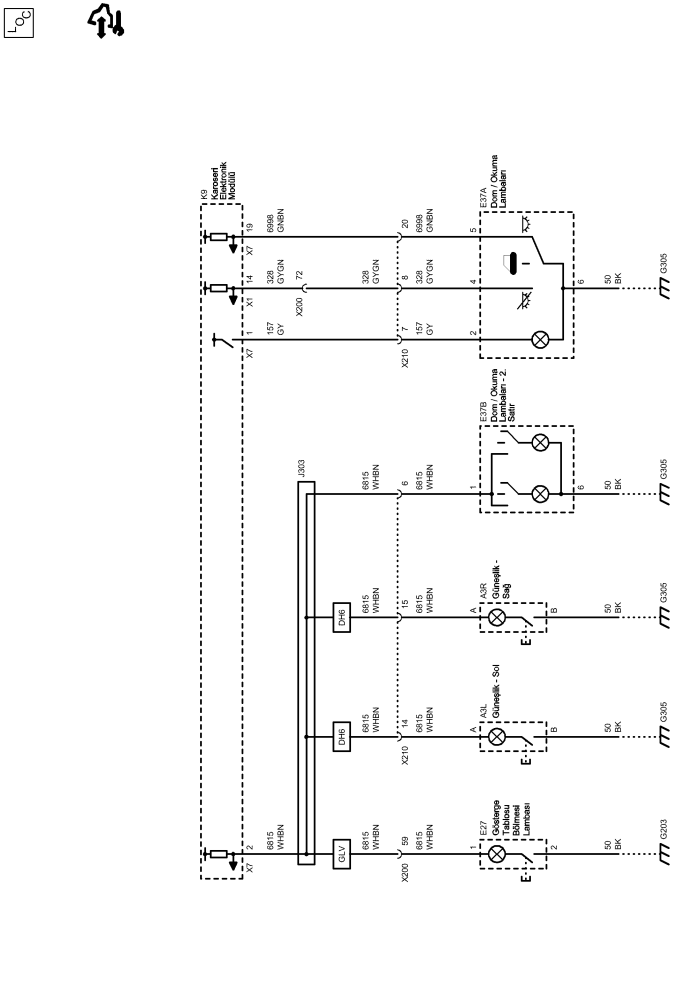 LOC
K9
Karoseri
Elektronik
Modülü
X7
19
6998
GNBN
20
6998
GNBN
5
E37A
Dom / Okuma
Lambaları
X1
14
328
GYGN
72
X200
328
GYGN
8
328
GYGN
4
6
50
BK
G305
X7
1
157
GY
7
X210
157
GY
2
E37B
Dom / Okuma
Lambaları - 2.
Satır
J303
6815
WHBN
6
6815
WHBN
1
6
50
BK
G305
DH6
6815
WHBN
15
6815
WHBN
A
A3R
Güneşlik -
Sağ
B
50
BK
G305
DH6
6815
WHBN
14
X210
6815
WHBN
A
A3L
Güneşlik - Sol
B
50
BK
G305
X7
2
6815
WHBN
GLV
6815
WHBN
59
X200
6815
WHBN
1
E27
Gösterge
Tablosu
Bölmesi
Lambası
2
50
BK
G203